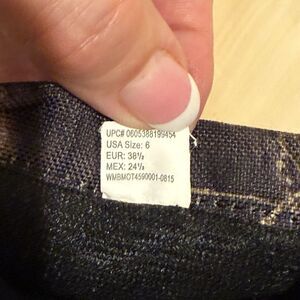 UPC# 0605388199454
USA Size: 6
EUR: 38½
MEX: 24½
WMBMOT4590001-0815